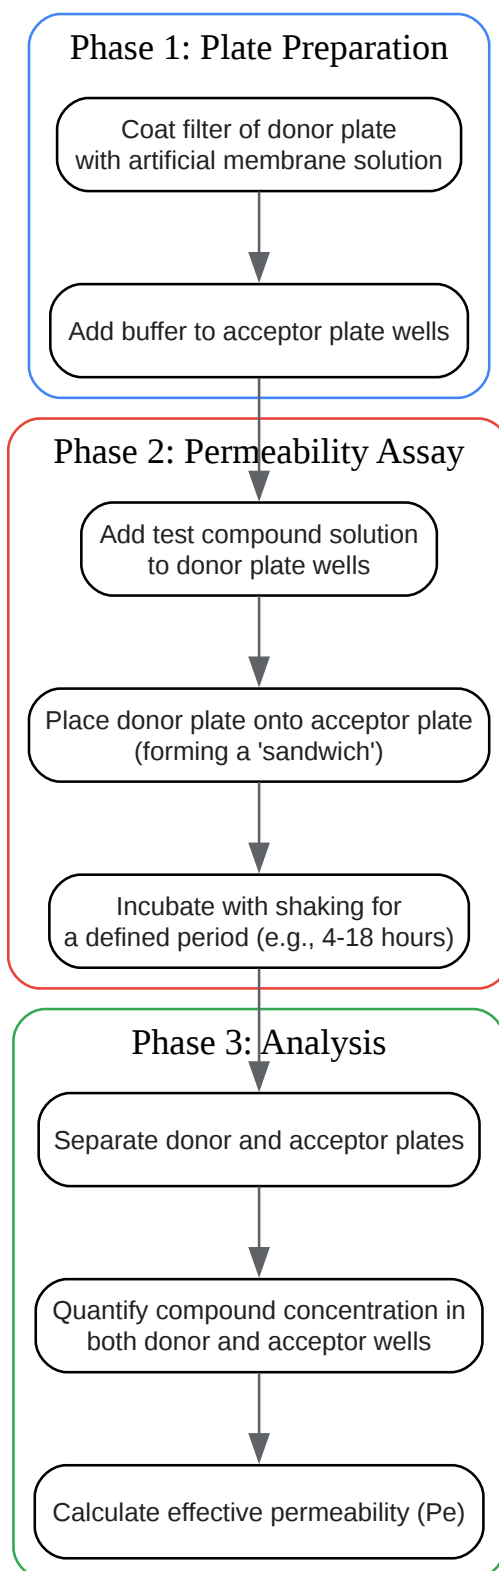 Phase 1: Plate Preparation
Coat filter of donor plate
with artificial membrane solution
Add buffer to acceptor plate wells
Phase 2: Permeability Assay
Add test compound solution
to donor plate wells
Place donor plate onto acceptor plate
(forming a 'sandwich')
Incubate with shaking for
a defined period (e.g., 4-18 hours)
Phase 3: Analysis
Separate donor and acceptor plates
Quantify compound concentration in
both donor and acceptor wells
Calculate effective permeability (Pe)